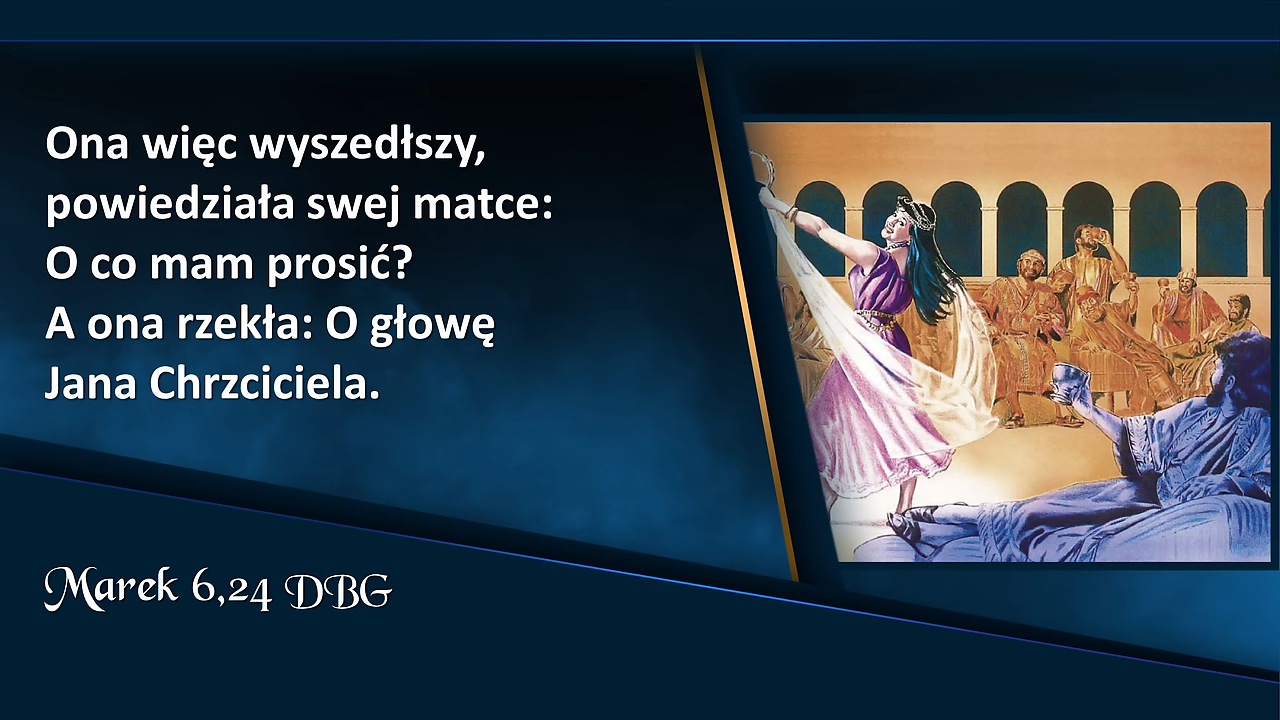 Ona więc wyszedłszy,
powiedziała swej matce:
O co mam prosić?
A ona rzekła: O głowę
Jana Chrzciciela.
Marek 6,24 DBG